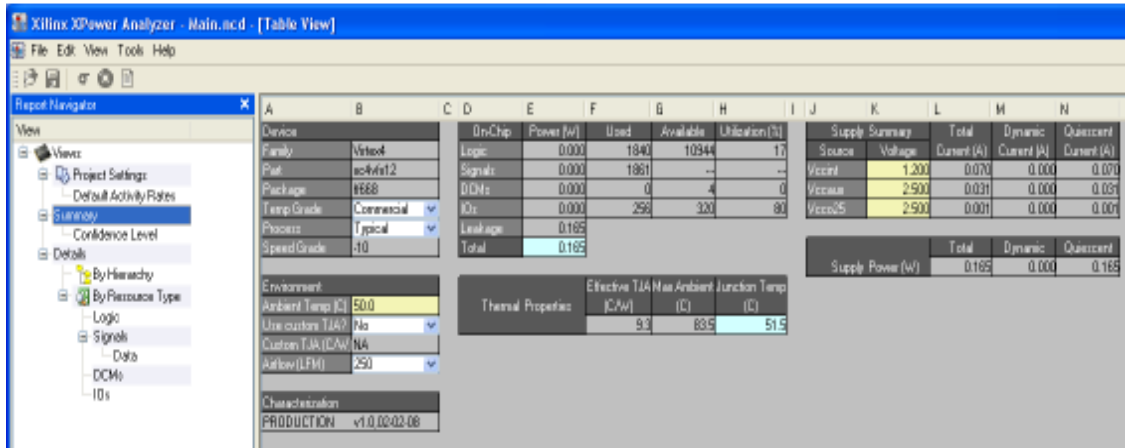 Xilinx XPower Analyzer - Main.ncd - [Table View]
File Edit View Tools Help
Report Navigator
View
Views
Project Settings
Default Activity Rates
Summary
Confidence Level
Details
By Hierarchy
By Resource Type
Logic
Signals
Data
DCMs
IOs
A B C D E F G H I J K L M N
Device
Family Virtex4
Part xc4vfx12
Package ff668
Temp Grade Commercial
Process Typical
Speed Grade -10
Environment
Ambient Temp (C) 50.0
Use custom TJA? No
Custom TJA (C/W NA
Airflow (LFM) 250
Characterization
PRODUCTION v1.0,02-02-08
On-Chip Power (W) Used Available Utilization (%)
Logic 0.000 1840 10944 17
Signals 0.000 1861 -- --
DCMs 0.000 0 4 0
IOs 0.000 256 320 80
Leakage 0.165
Total 0.165
Effective TJA Max Ambient Junction Temp
Thermal Properties (C/W) (C) (C)
9.3 83.5 51.5
Supply Summary Total Dynamic Quiescent
Source Voltage Current (A) Current (A) Current (A)
Vccint 1.200 0.070 0.000 0.070
Vccaux 2.500 0.031 0.000 0.031
Vcco25 2.500 0.001 0.000 0.001
Total Dynamic Quiescent
Supply Power (W) 0.165 0.000 0.165